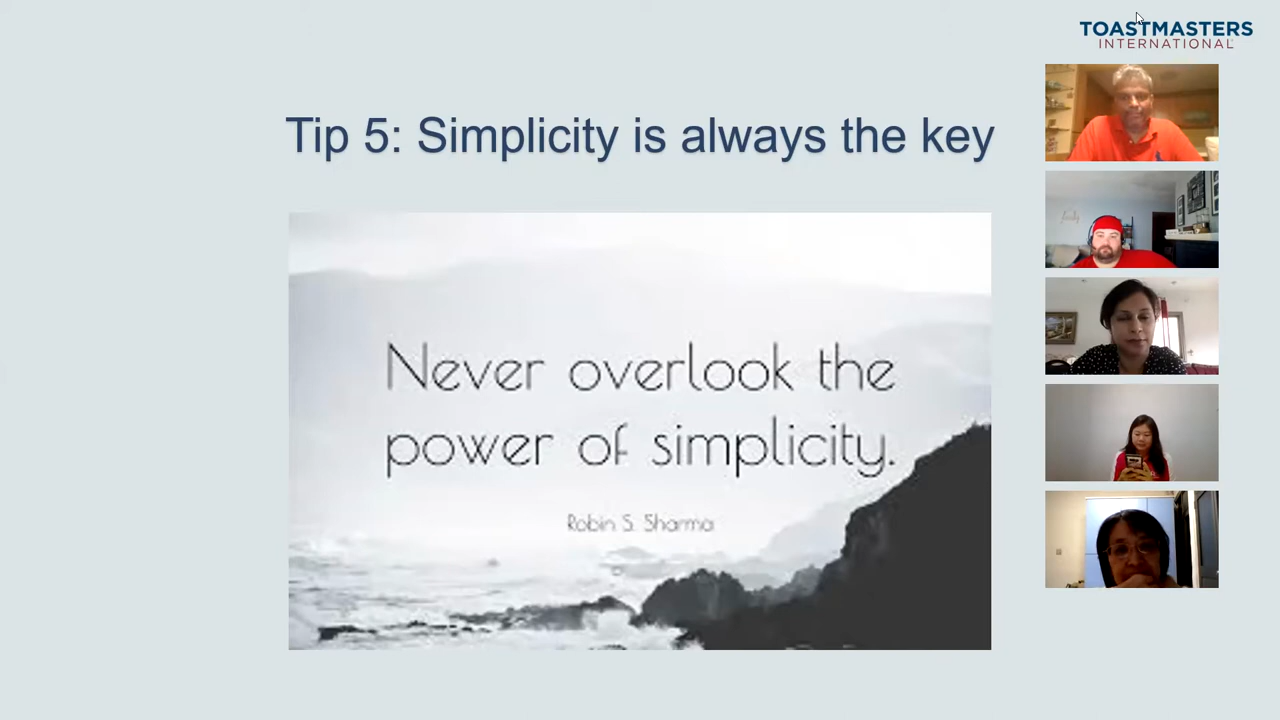 TOASTMASTERS
INTERNATIONAL
Tip 5: Simplicity is always the key
Never overlook the
power of simplicity.
Robin S. Sharma